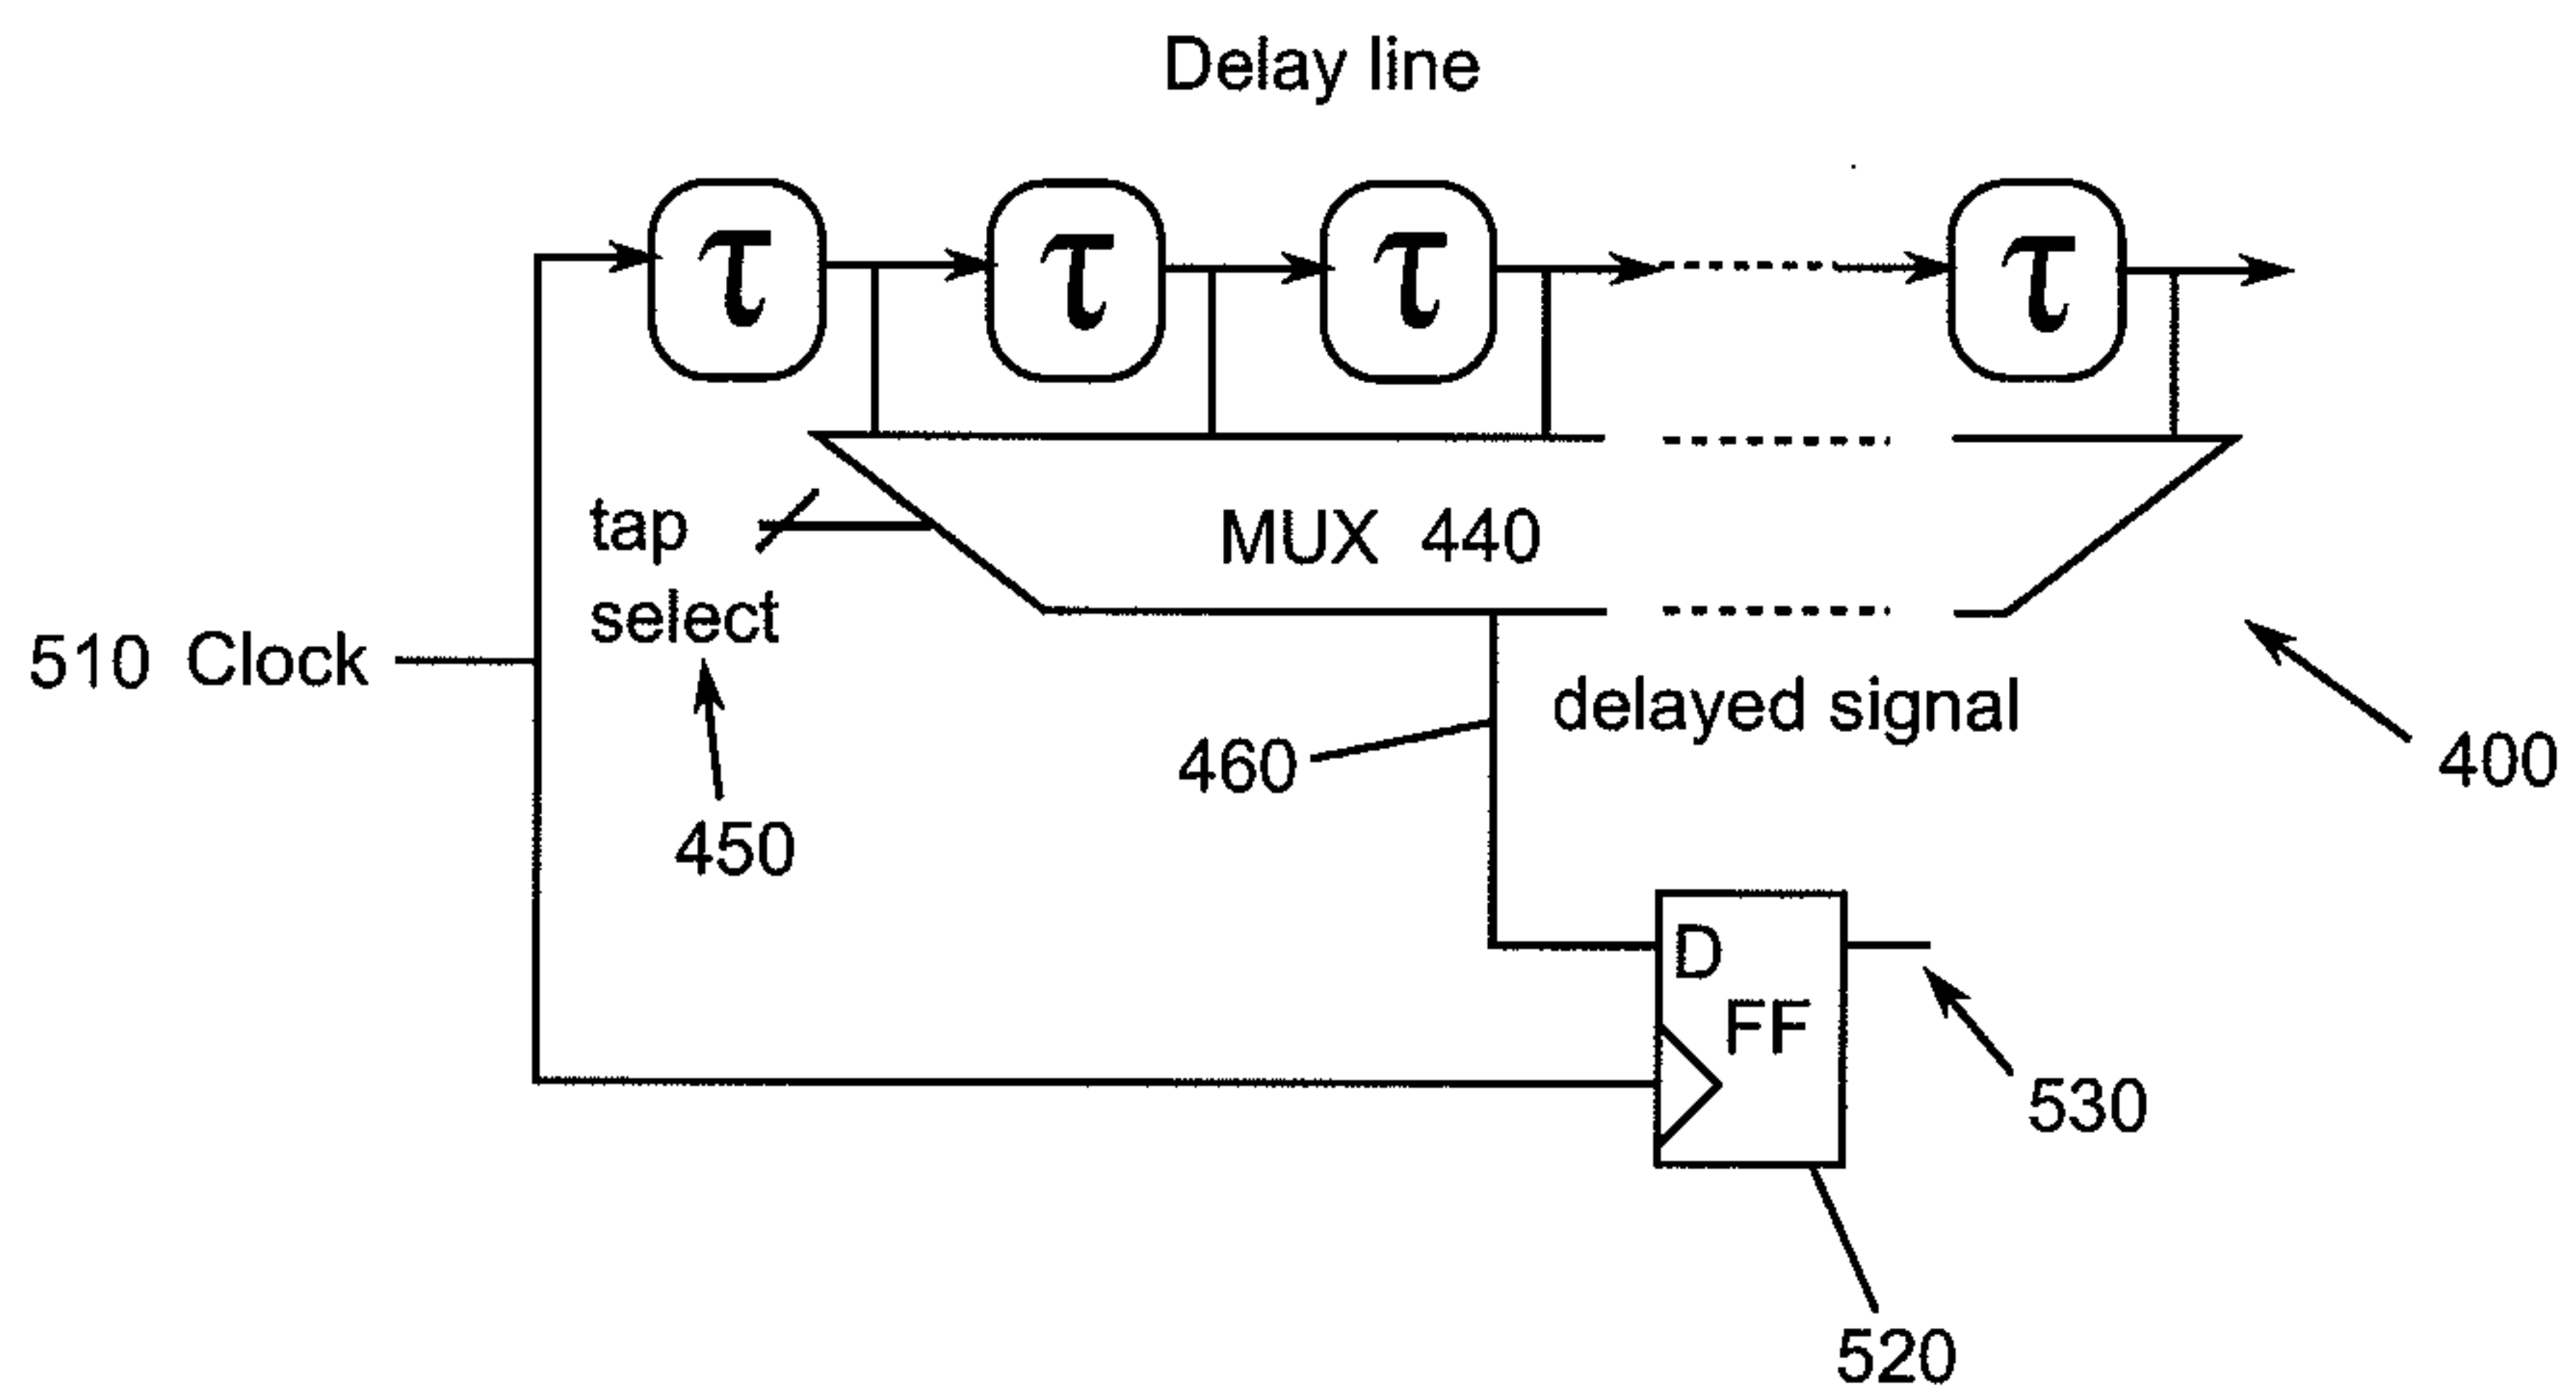 Delay line
τ τ τ τ
tap
select
MUX 440
510 Clock
delayed signal
460
400
450
D
FF
530
520